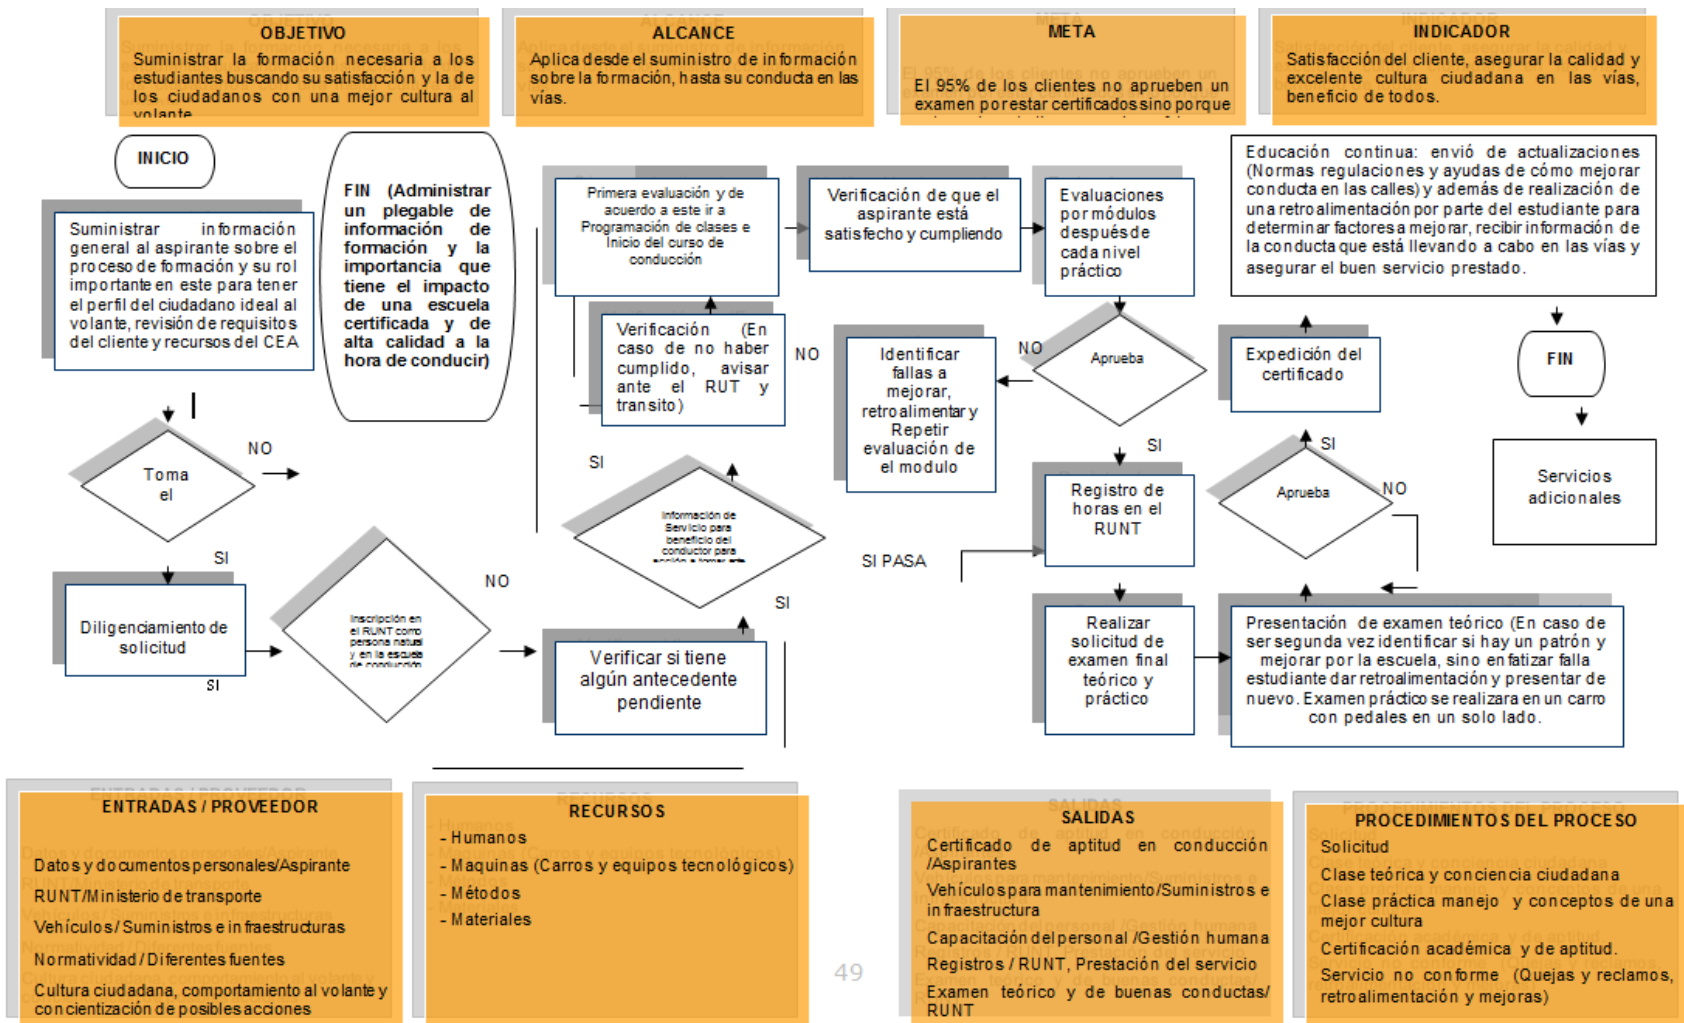 OBJETIVO
Suministrar la formación necesaria a los
estudiantes buscando su satisfacción y la de
los ciudadanos con una mejor cultura al
volante
ALCANCE
Aplica desde el suministro de información
sobre la formación, hasta su conducta en las
vías.
META
El 95% de los clientes no aprueben un
examen por estar certificados sino porque
INDICADOR
Satisfacción del cliente, asegurar la calidad y
excelente cultura ciudadana en las vías,
beneficio de todos.
INICIO
Suministrar información
general al aspirante sobre el
proceso de formación y su rol
importante en este para tener
el perfil del ciudadano ideal al
volante, revisión de requisitos
del cliente y recursos del CEA
FIN (Administrar
un plegable de
información de
formación y la
importancia que
tiene el impacto
de una escuela
certificada y de
alta calidad a la
hora de conducir)
Toma
el
NO
SI
Diligenciamiento de
solicitud
SI
Inscripción en
el RUNT como
persona natural
y en la escuela
de conducción
NO
Verificar si tiene
algún antecedente
pendiente
SI
Información de
Servicio para
beneficio del
conductor para
acción a tomar
SI
NO
Verificación (En
caso de no haber
cumplido, avisar
ante el RUT y
transito)
Primera evaluación y de
acuerdo a este ir a
Programación de clases e
Inicio del curso de
conducción
Verificación de que el
aspirante está
satisfecho y cumpliendo
Evaluaciones
por módulos
después de
cada nivel
práctico
Aprueba
NO
Identificar
fallas a
mejorar,
retroalimentar y
Repetir
evaluación de
el modulo
SI
SI PASA
Registro de
horas en el
RUNT
Realizar
solicitud de
examen final
teórico y
práctico
Presentación de examen teórico (En caso de
ser segunda vez identificar si hay un patrón y
mejorar por la escuela, sino enfatizar falla
estudiante dar retroalimentación y presentar de
nuevo. Examen práctico se realizara en un carro
con pedales en un solo lado.
Aprueba
NO
SI
Expedición del
certificado
Educación continua: envió de actualizaciones
(Normas regulaciones y ayudas de cómo mejorar
conducta en las calles) y además de realización de
una retroalimentación por parte del estudiante para
determinar factores a mejorar, recibir información de
la conducta que está llevando a cabo en las vías y
asegurar el buen servicio prestado.
FIN
Servicios
adicionales
ENTRADAS / PROVEEDOR
Datos y documentos personales/Aspirante
RUNT/Ministerio de transporte
Vehículos / Suministros e infraestructuras
Normatividad / Diferentes fuentes
Cultura ciudadana, comportamiento al volante y
concientización de posibles acciones
RECURSOS
- Humanos
- Maquinas (Carros y equipos tecnológicos)
- Métodos
- Materiales
49
SALIDAS
Certificado de aptitud en conducción
/Aspirantes
Vehículos para mantenimiento/Suministros e
infraestructura
Capacitación del personal /Gestión humana
Registros / RUNT, Prestación del servicio
Examen teórico y de buenas conductas/
RUNT
PROCEDIMIENTOS DEL PROCESO
Solicitud
Clase teórica y conciencia ciudadana
Clase práctica manejo y conceptos de una
mejor cultura
Certificación académica y de aptitud.
Servicio no conforme (Quejas y reclamos,
retroalimentación y mejoras)